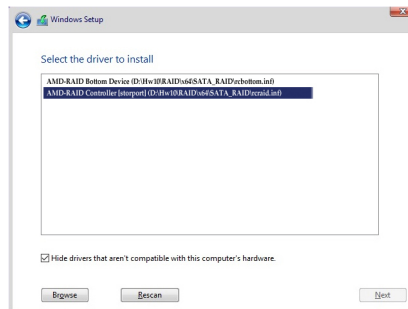 Windows Setup
Select the driver to install
AMD-RAID Bottom Device (D:\Hw10\RAID\x64\SATA_RAID\rcbottom.inf)
AMD-RAID Controller [storport] (D:\Hw10\RAID\x64\SATA_RAID\rcraid.inf)
Hide drivers that aren't compatible with this computer's hardware.
Browse Rescan Next